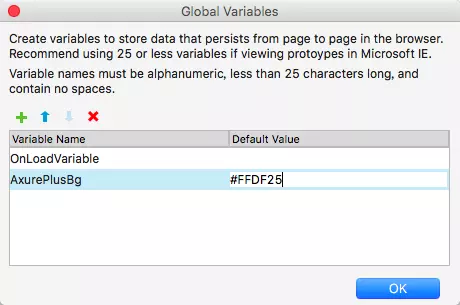 Global Variables
Create variables to store data that persists from page to page in the browser.
Recommend using 25 or less variables if viewing protoypes in Microsoft IE.
Variable names must be alphanumeric, less than 25 characters long, and
contain no spaces.
Variable Name Default Value
OnLoadVariable
AxurePlusBg #FFDF25
OK